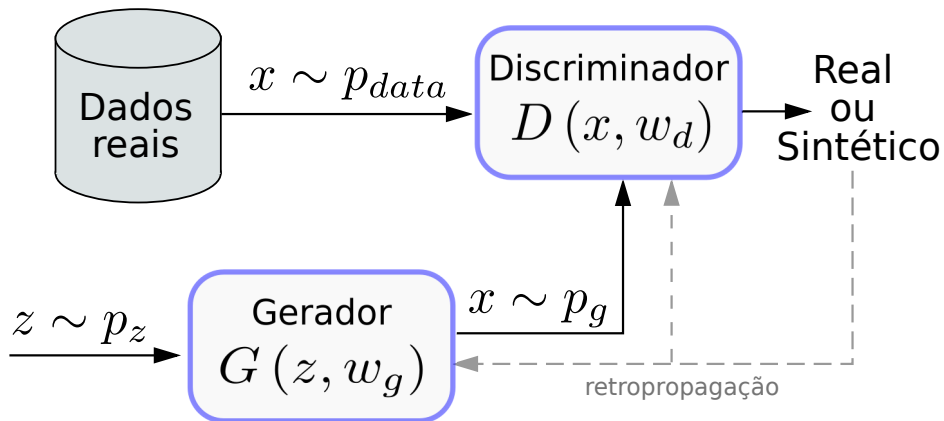 Dados
reais
x ∼ p_data
Discriminador
D (x, w_d)
Real
ou
Sintético
z ∼ p_z
Gerador
G (z, w_g)
x ∼ p_g
retropropagação